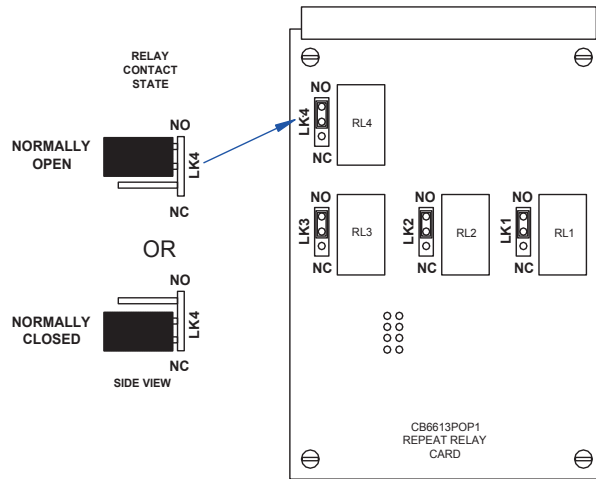 RELAY
CONTACT
STATE
NO
NORMALLY
OPEN
LK4
NC
OR
NO
NORMALLY
CLOSED
LK4
NC
SIDE VIEW
NO
LK4
NC
RL4
NO
LK3
NC
RL3
NO
LK2
NC
RL2
NO
LK1
NC
RL1
CB6613POP1
REPEAT RELAY
CARD